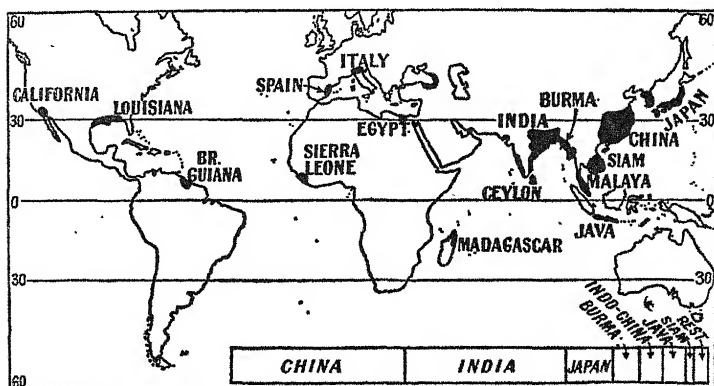 60
60
ITALY
SPAIN
CALIFORNIA
LOUISIANA
BURMA
JAPAN
30
EGYPT
INDIA
30
CHINA
BR.
GUIANA
SIERRA
LEONE
SIAM
CEYLON
MALAYA
0
0
JAVA
MADAGASCAR
30
30
INDO-CHINA
BURMA
JAVA
SIAM
REST
CHINA
INDIA
JAPAN
60
60